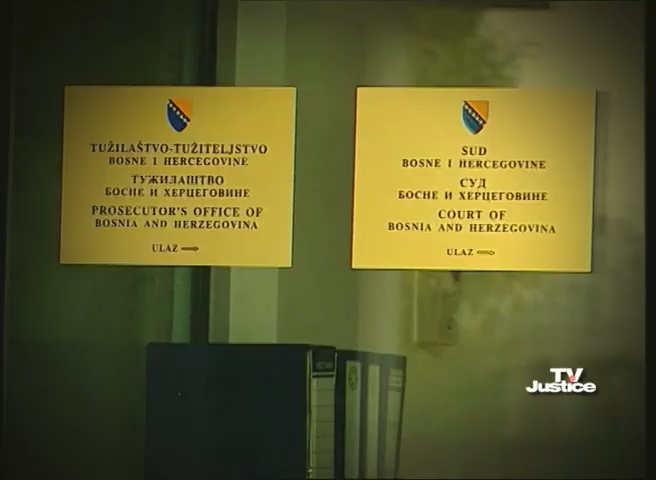 TUŽILAŠTVO-TUŽITELJSTVO
BOSNE I HERCEGOVINE
ТУЖИЛАШТВО
БОСНЕ И ХЕРЦЕГОВИНЕ
PROSECUTOR'S OFFICE OF
BOSNIA AND HERZEGOVINA
ULAZ
SUD
BOSNE I HERCEGOVINE
СУД
БОСНЕ И ХЕРЦЕГОВИНЕ
COURT OF
BOSNIA AND HERZEGOVINA
ULAZ
TV
Justice